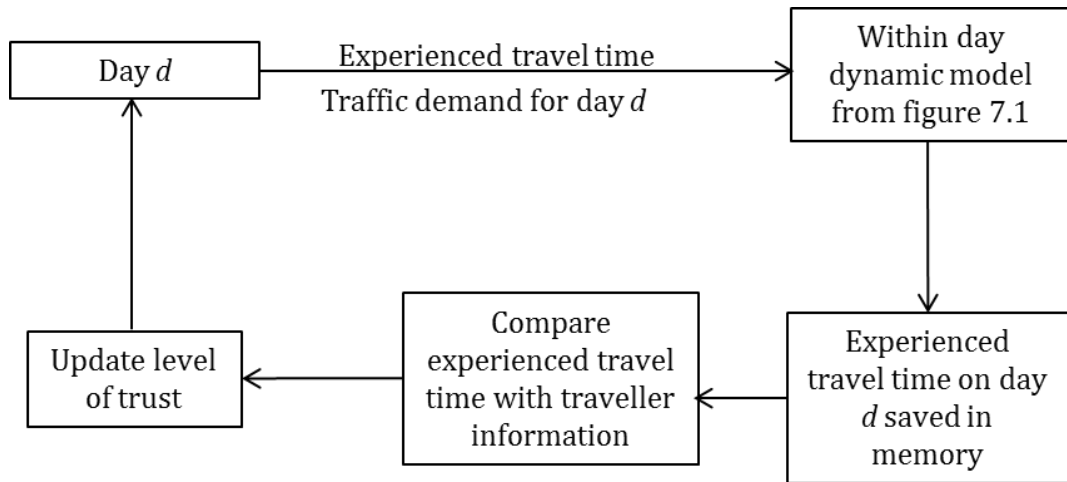 Day d
Experienced travel time
Traffic demand for day d
Within day
dynamic model
from figure 7.1
Experienced
travel time on day
d saved in
memory
Compare
experienced travel
time with traveller
information
Update level
of trust